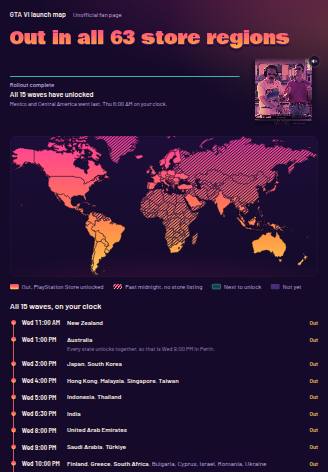 GTA VI launch map Unofficial fan page
Out in all 63 store regions
Rollout complete
All 15 waves have unlocked
Mexico and Central America went last, Thu 8:00 AM on your clock.
Out, PlayStation Store unlocked Past midnight, no store listing Next to unlock Not yet
All 15 waves, on your clock
Wed 11:00 AM New Zealand Out
Wed 1:00 PM Australia Out
Every state unlocks together, so that is Wed 9:00 PM in Perth.
Wed 3:00 PM Japan, South Korea Out
Wed 4:00 PM Hong Kong, Malaysia, Singapore, Taiwan Out
Wed 5:00 PM Indonesia, Thailand Out
Wed 6:30 PM India Out
Wed 8:00 PM United Arab Emirates Out
Wed 9:00 PM Saudi Arabia, Türkiye Out
Wed 10:00 PM Finland, Greece, South Africa, Bulgaria, Cyprus, Israel, Romania, Ukraine Out